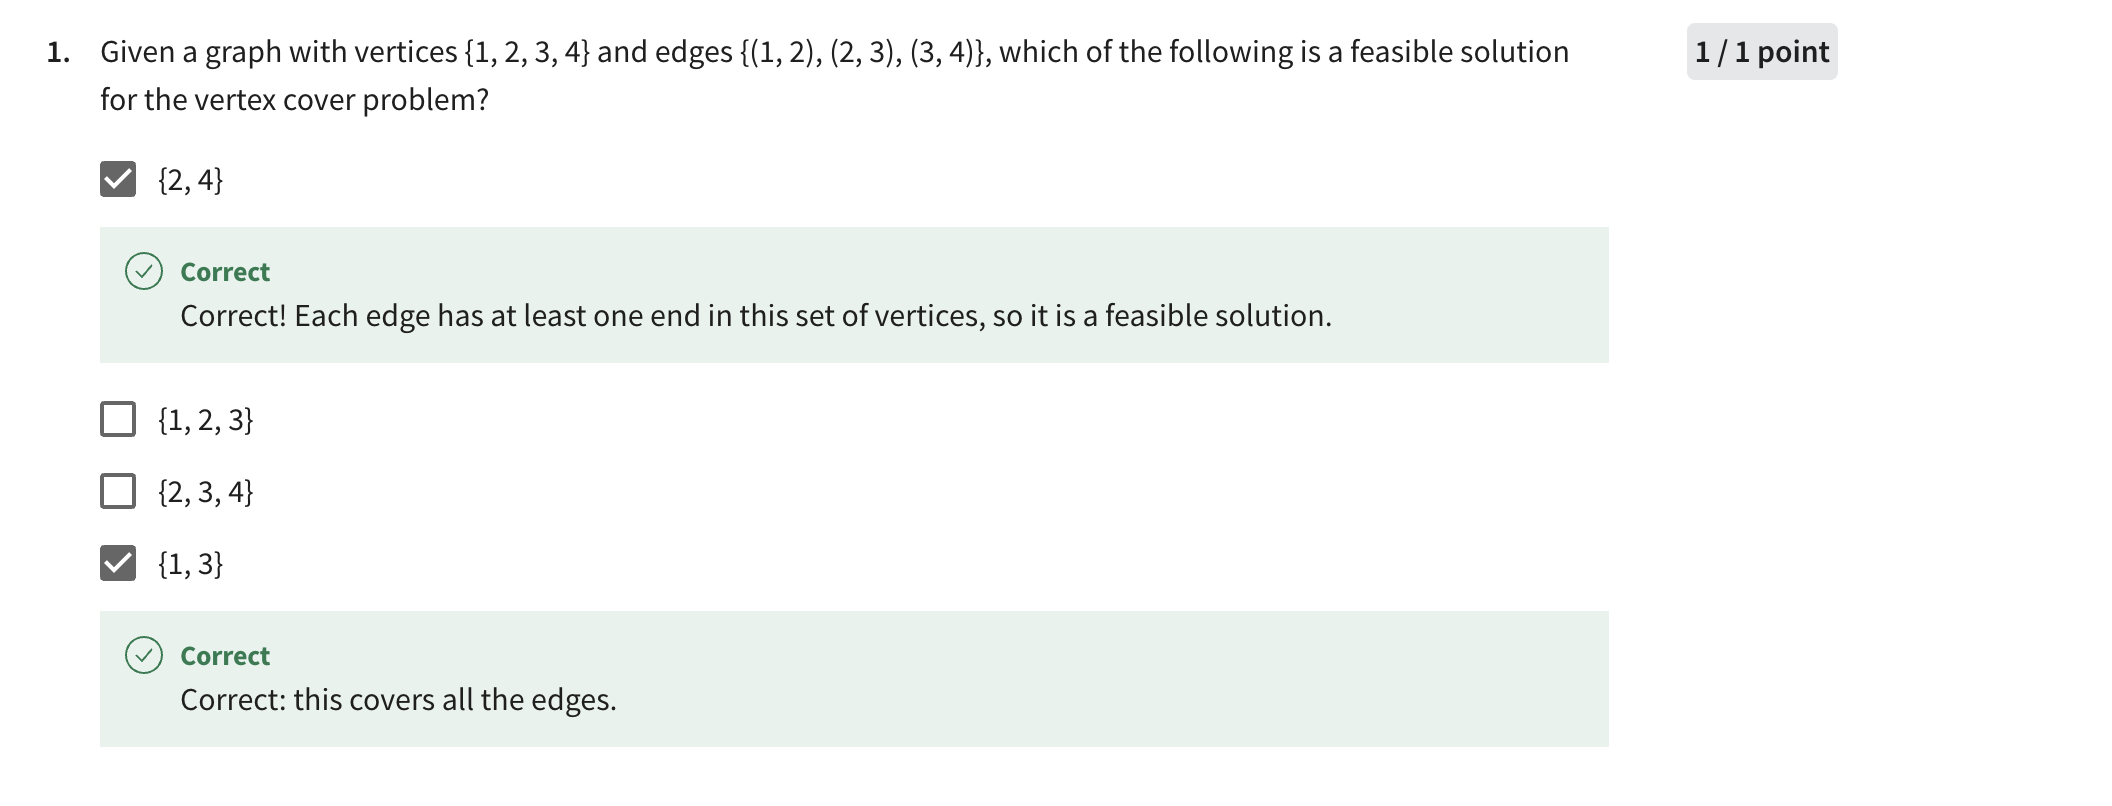 1. Given a graph with vertices {1, 2, 3, 4} and edges {(1, 2), (2, 3), (3, 4)}, which of the following is a feasible solution
for the vertex cover problem?
1 / 1 point
{2, 4}
Correct
Correct! Each edge has at least one end in this set of vertices, so it is a feasible solution.
{1, 2, 3}
{2, 3, 4}
{1, 3}
Correct
Correct: this covers all the edges.